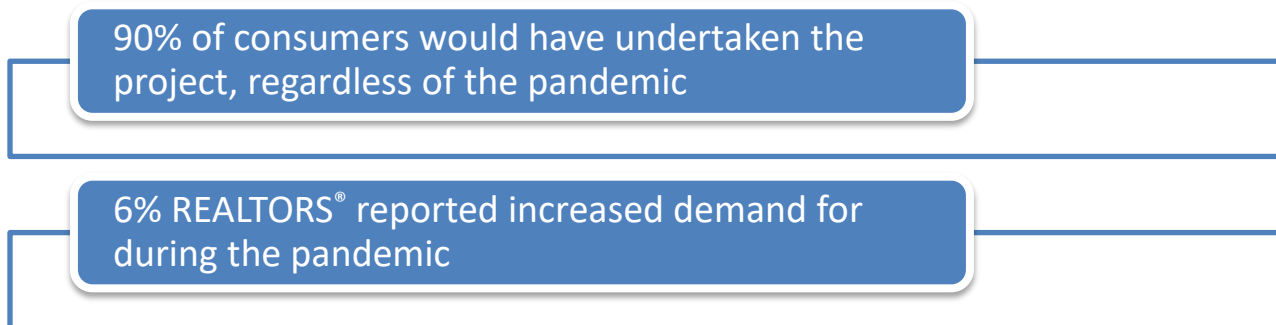 90% of consumers would have undertaken the
project, regardless of the pandemic
6% REALTORS® reported increased demand for
during the pandemic